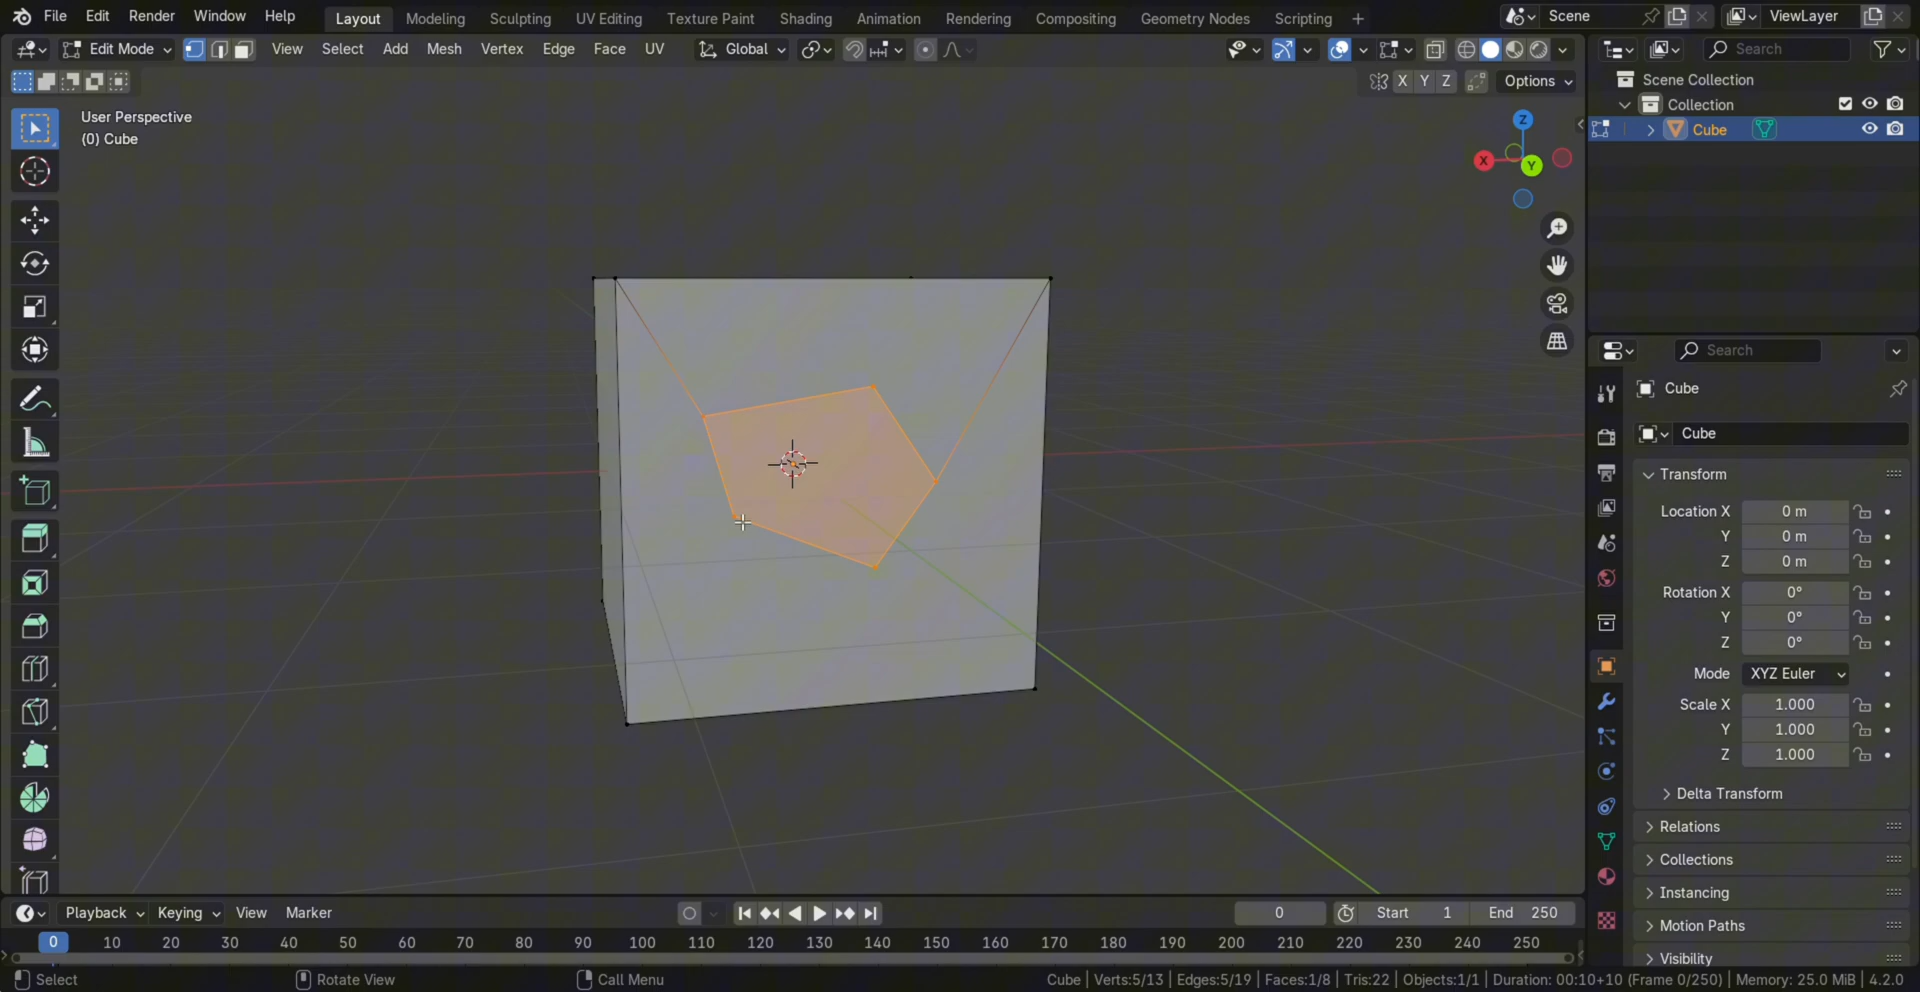 File Edit Render Window Help Layout Modeling Sculpting UV Editing Texture Paint Shading Animation Rendering Compositing Geometry Nodes Scripting + Scene ViewLayer
Edit Mode View Select Add Mesh Vertex Edge Face UV Global Search
X Y Z Options
User Perspective
(0) Cube
Z
X
Y
Scene Collection
Collection
Cube
Search
Cube
Cube
Transform
Location X 0 m
Y 0 m
Z 0 m
Rotation X 0°
Y 0°
Z 0°
Mode XYZ Euler
Scale X 1.000
Y 1.000
Z 1.000
Delta Transform
Relations
Collections
Instancing
Motion Paths
Visibility
Playback Keying View Marker 0 Start 1 End 250
0 10 20 30 40 50 60 70 80 90 100 110 120 130 140 150 160 170 180 190 200 210 220 230 240 250
Select Rotate View Call Menu Cube | Verts:5/13 | Edges:5/19 | Faces:1/8 | Tris:22 | Objects:1/1 | Duration: 00:10+10 (Frame 0/250) | Memory: 25.0 MiB | 4.2.0